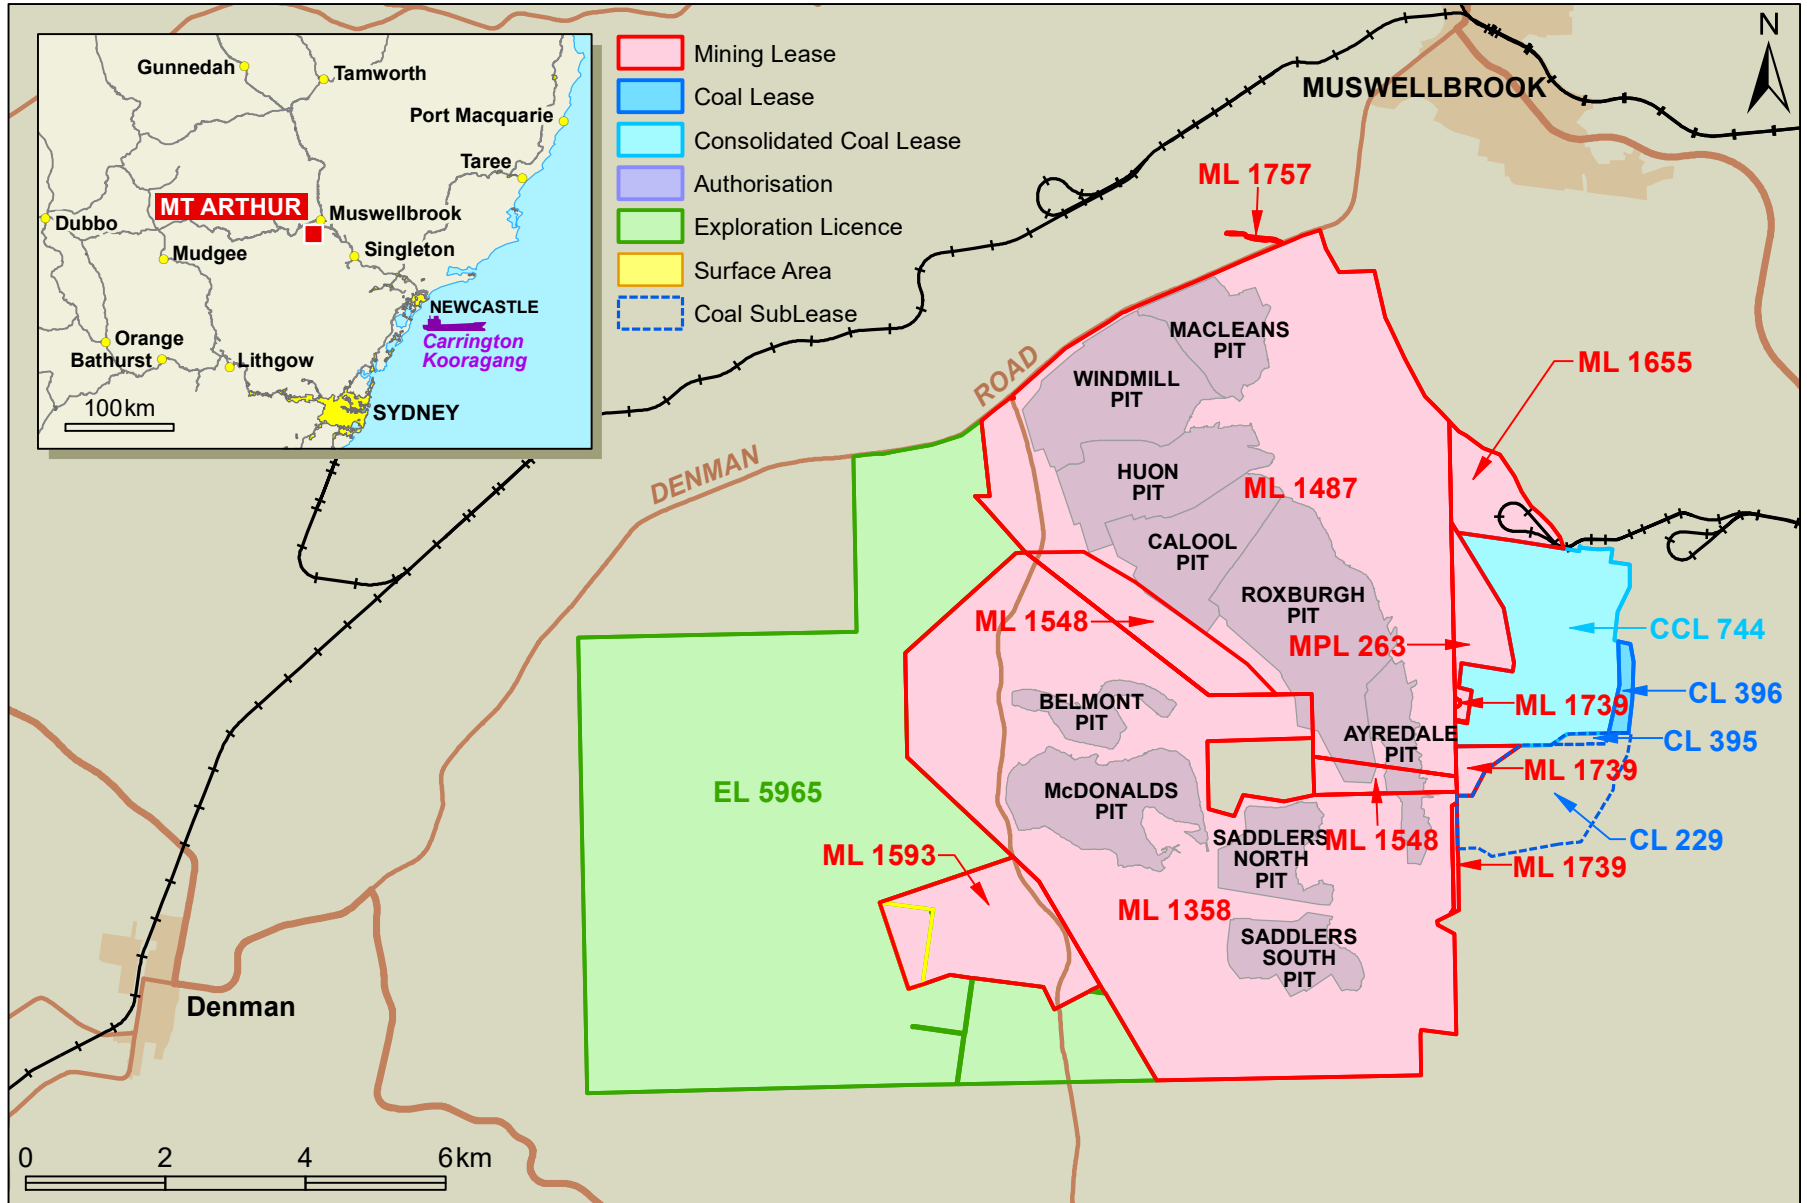 Gunnedah
Tamworth
Port Macquarie
Taree
MT ARTHUR
Muswellbrook
Dubbo
Mudgee
Singleton
NEWCASTLE
Carrington
Kooragang
Orange
Bathurst
Lithgow
100km
SYDNEY
Mining Lease
Coal Lease
Consolidated Coal Lease
Authorisation
Exploration Licence
Surface Area
Coal SubLease
N
MUSWELLBROOK
ML 1757
MACLEANS
PIT
ROAD
DENMAN
WINDMILL
PIT
ML 1655
HUON
PIT
ML 1487
CALOOL
PIT
ROXBURGH
PIT
ML 1548
MPL 263
CCL 744
BELMONT
PIT
ML 1739
CL 396
AYREDALE
PIT
CL 395
ML 1739
EL 5965
McDONALDS
PIT
SADDLERS
NORTH
PIT
ML 1548
CL 229
ML 1593
ML 1739
ML 1358
SADDLERS
SOUTH
PIT
Denman
0 2 4 6km